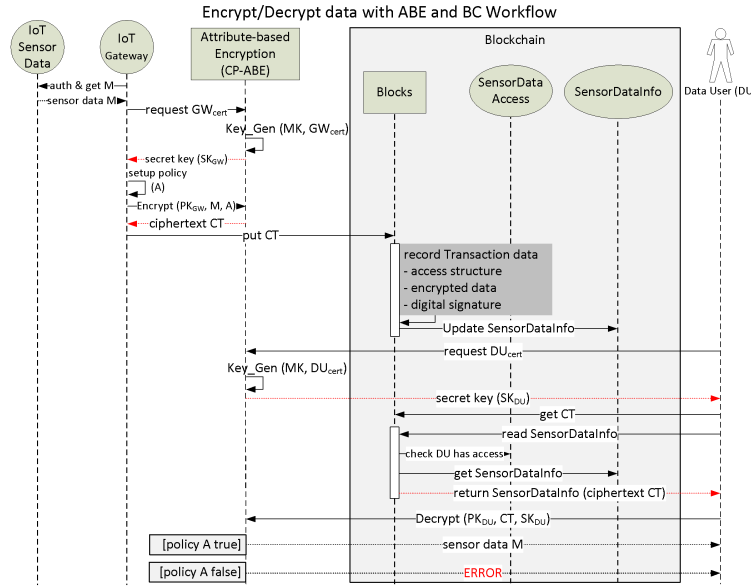 Encrypt/Decrypt data with ABE and BC Workflow
IoT
Sensor
Data
IoT
Gateway
Attribute-based
Encryption
(CP-ABE)
Blockchain
Blocks
SensorData
Access
SensorDataInfo
Data User (DU
auth & get M
sensor data M
request GWcert
Key_Gen (MK, GWcert)
secret key (SKGW)
setup policy
(A)
Encrypt (PKGW, M, A)
ciphertext CT
put CT
record Transaction data
- access structure
- encrypted data
- digital signature
Update SensorDataInfo
request DUcert
Key_Gen (MK, DUcert)
secret key (SKDU)
get CT
read SensorDataInfo
check DU has access
get SensorDataInfo
return SensorDataInfo (ciphertext CT)
Decrypt (PKDU, CT, SKDU)
[policy A true]
sensor data M
[policy A false]
ERROR